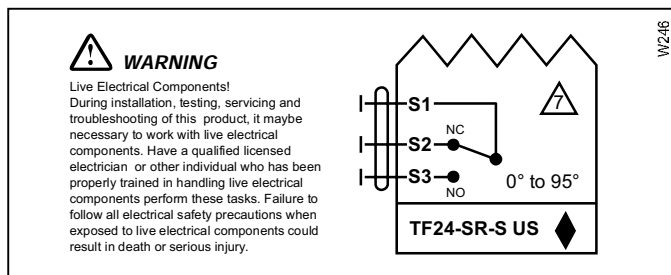 WARNING
Live Electrical Components!
During installation, testing, servicing and
troubleshooting of this product, it maybe
necessary to work with live electrical
components. Have a qualified licensed
electrician or other individual who has been
properly trained in handling live electrical
components perform these tasks. Failure to
follow all electrical safety precautions when
exposed to live electrical components could
result in death or serious injury.
S1
7
S2
NC
S3
NO
0° to 95°
TF24-SR-S US
W246